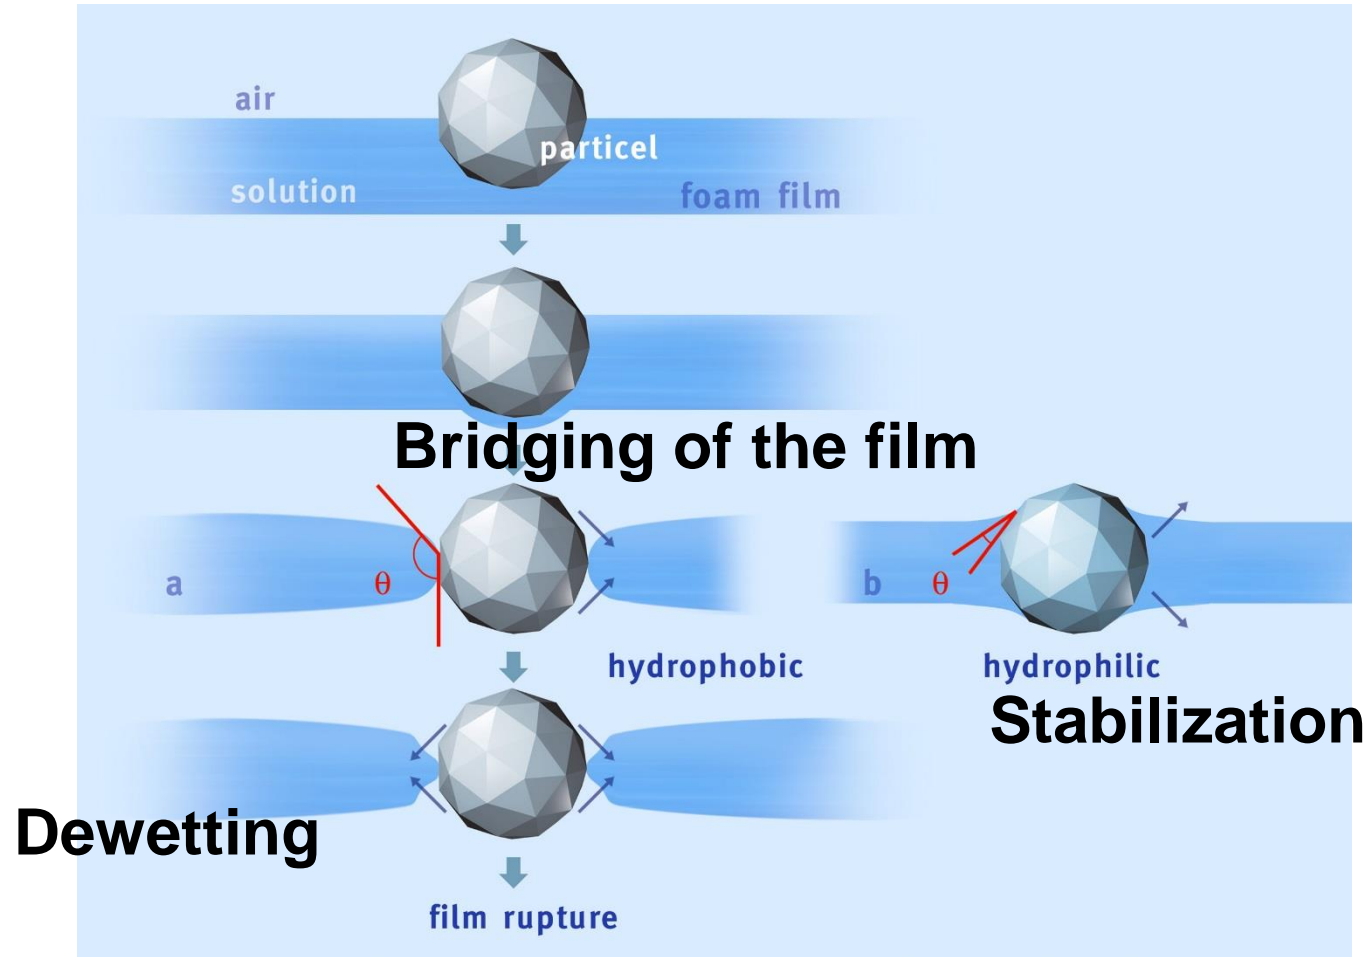 air
particel
solution
foam film
Bridging of the film
a
θ
b
θ
hydrophobic
hydrophilic
Stabilization
Dewetting
film rupture